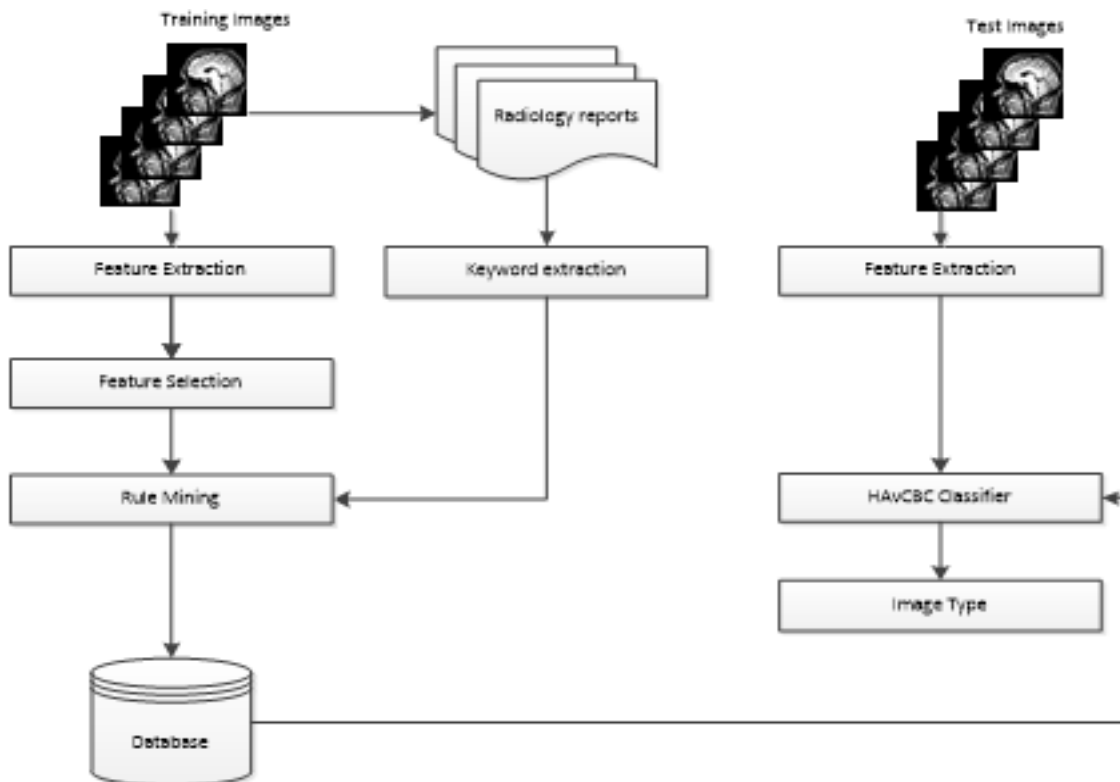 Training Images
Test Images
Radiology reports
Feature Extraction
Keyword extraction
Feature Extraction
Feature Selection
Rule Mining
HAvCBC Classifier
Image Type
Database